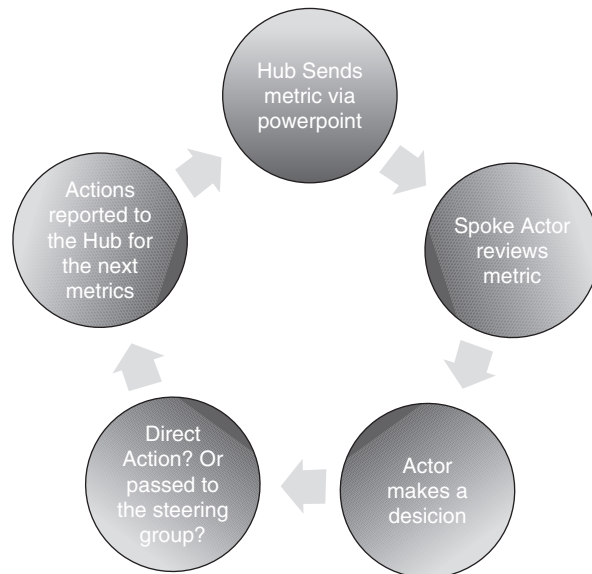 Hub Sends
metric via
powerpoint
Spoke Actor
reviews
metric
Actor
makes a
desicion
Direct
Action? Or
passed to
the steering
group?
Actions
reported to
the Hub for
the next
metrics